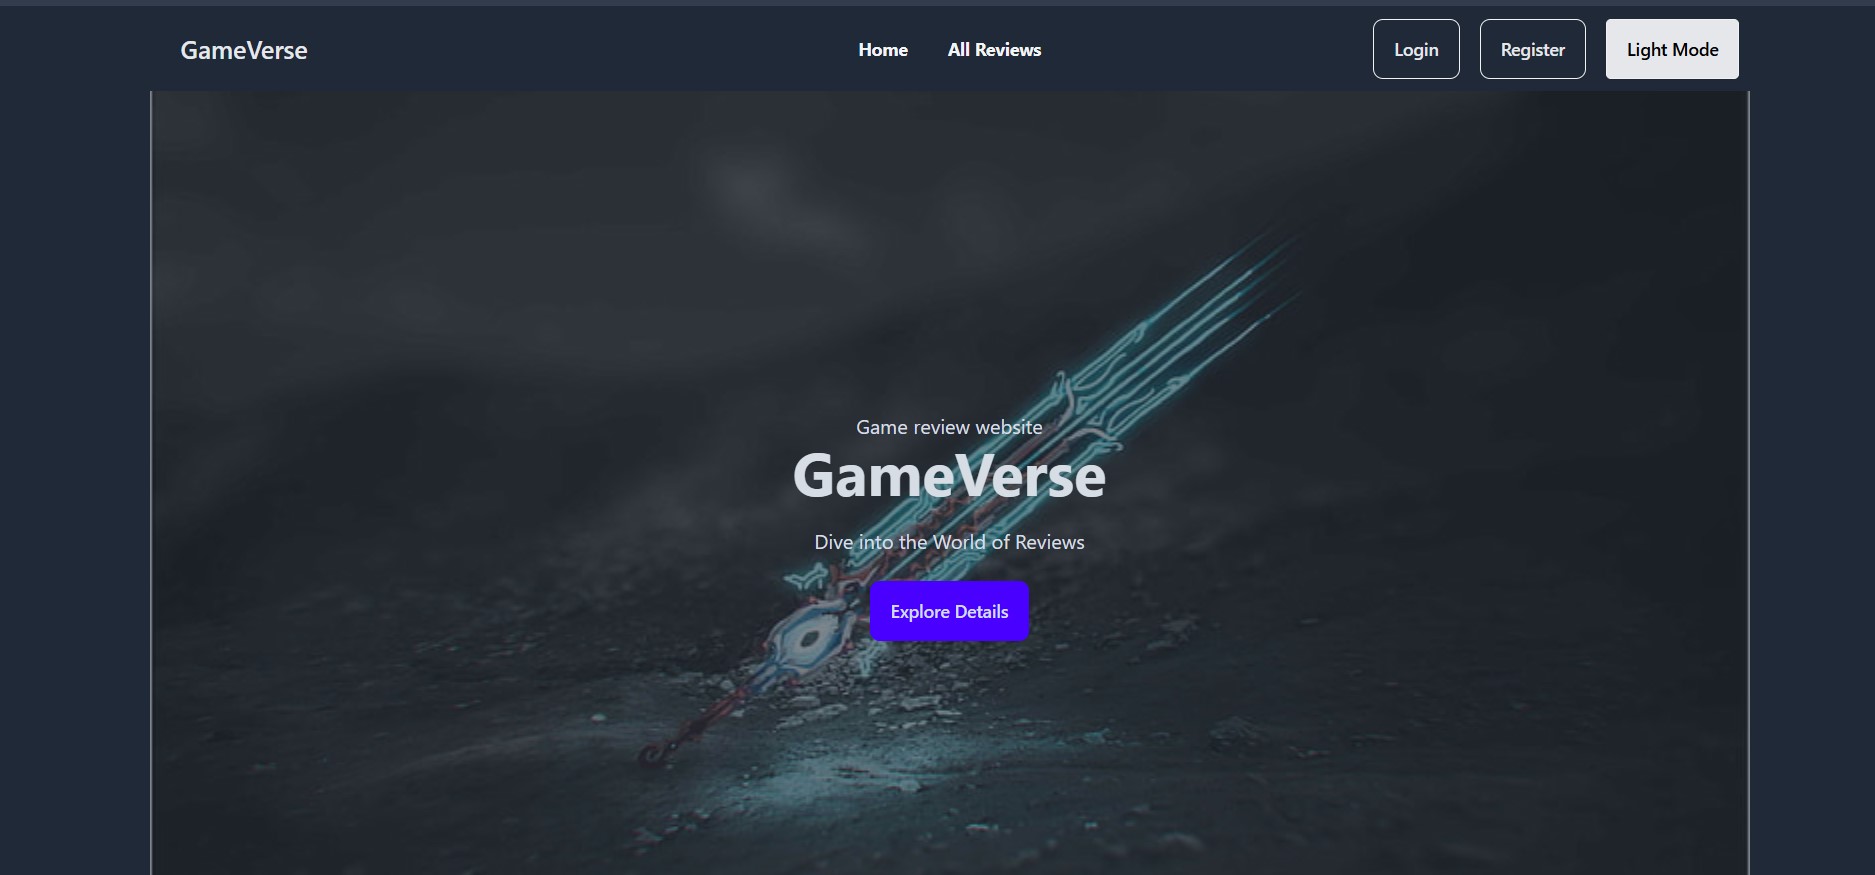 GameVerse
Home
All Reviews
Login
Register
Light Mode
Game review website
GameVerse
Dive into the World of Reviews
Explore Details